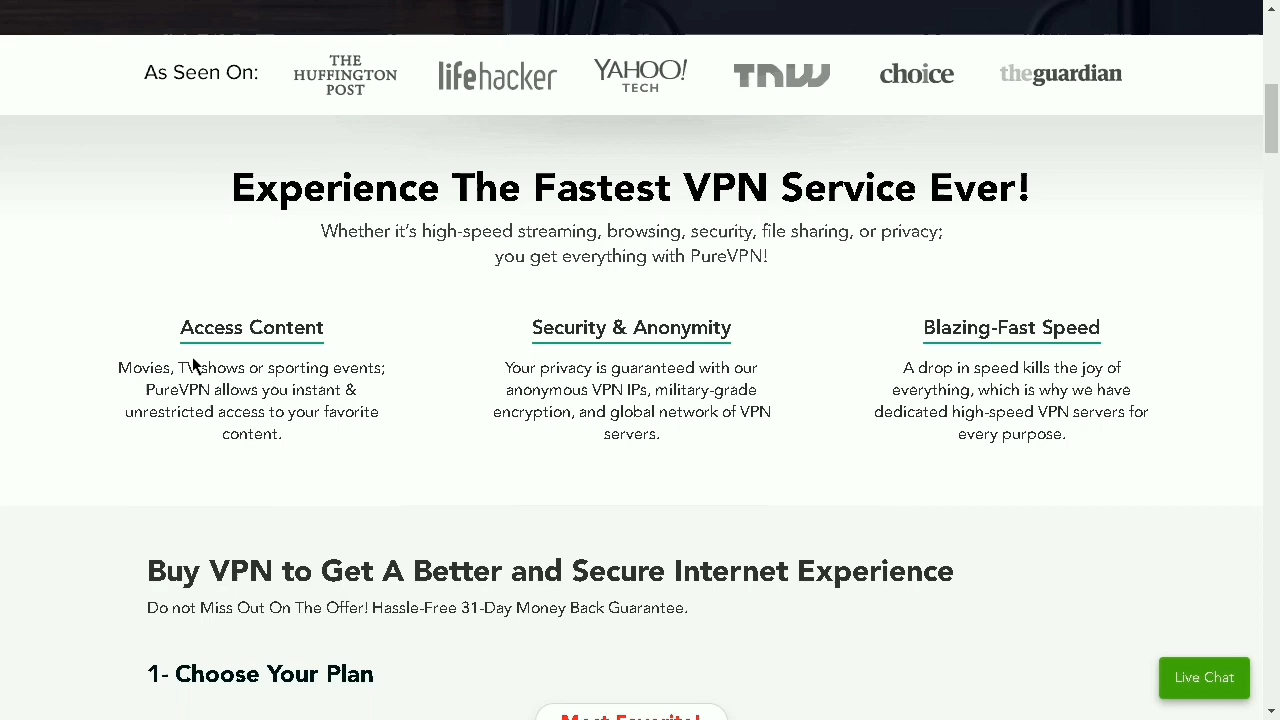 As Seen On:
THE
HUFFINGTON
POST
lifehacker
YAHOO!
TECH
TNW
choice
theguardian
Experience The Fastest VPN Service Ever!
Whether it's high-speed streaming, browsing, security, file sharing, or privacy;
you get everything with PureVPN!
Access Content
Movies, TV shows or sporting events;
PureVPN allows you instant &
unrestricted access to your favorite
content.
Security & Anonymity
Your privacy is guaranteed with our
anonymous VPN IPs, military-grade
encryption, and global network of VPN
servers.
Blazing-Fast Speed
A drop in speed kills the joy of
everything, which is why we have
dedicated high-speed VPN servers for
every purpose.
Buy VPN to Get A Better and Secure Internet Experience
Do not Miss Out On The Offer! Hassle-Free 31-Day Money Back Guarantee.
1- Choose Your Plan
Most Favorite!
Live Chat